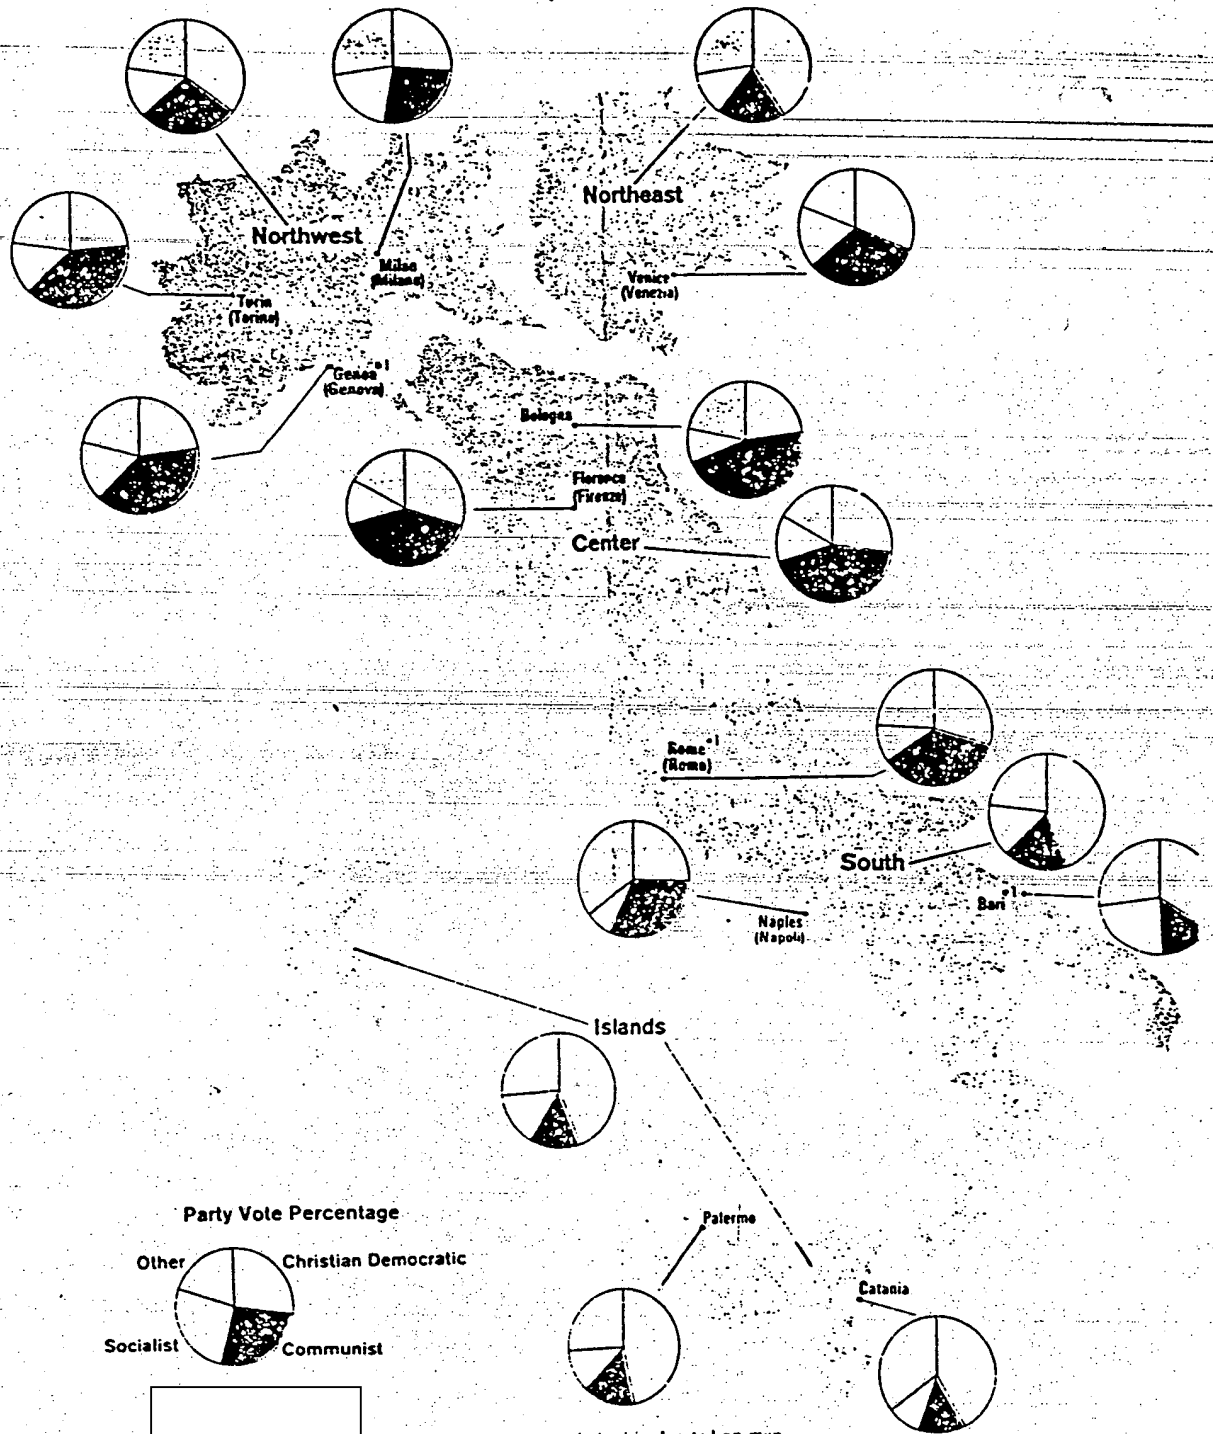 Northeast
Northwest
Milan
(Milano)
Venice
(Venezia)
Turin
(Torino)
Genoa
(Genova)
Bologna
Florence
(Firenze)
Center
Rome
(Roma)
South
Bari
Naples
(Napoli)
Islands
Party Vote Percentage
Palermo
Other
Christian Democratic
Catania
Socialist
Communist